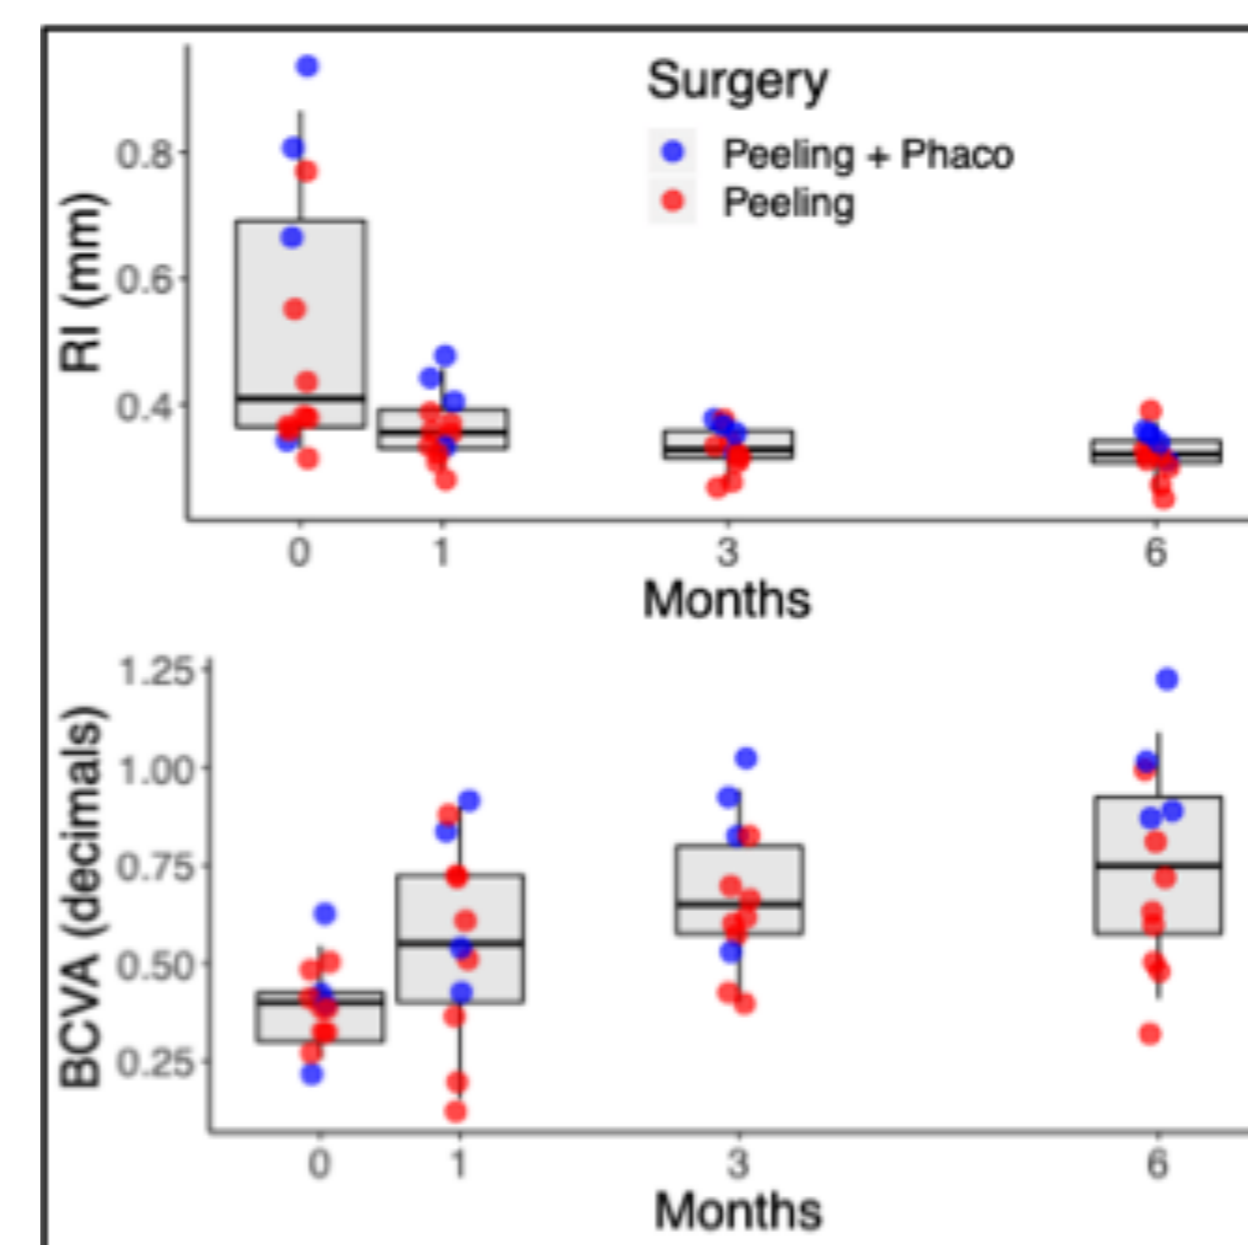 Surgery
Peeling + Phaco
Peeling
RI (mm)
0.8
0.6
0.4
0 1 3 6
Months
BCVA (decimals)
1.25
1.00
0.75
0.50
0.25
0 1 3 6
Months